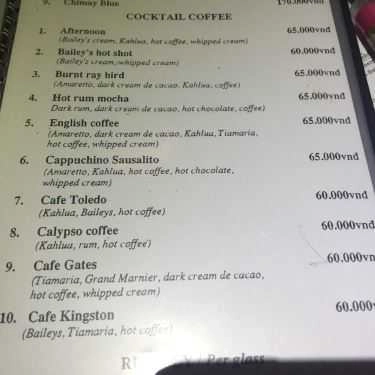 9. Chimay Blue 170.000vnd
COCKTAIL COFFEE
1. Afternoon 65.000vnd
(Bailey's cream, Kahlua, hot coffee, whipped cream)
2. Bailey's hot shot 60.000vnd
(Bailey's cream,whipped cream)
3. Burnt ray bird 65.000vnd
(Amaretto, dark cream de cacao, Kahlua, coffee)
4. Hot rum mocha 65.000vnd
(Dark rum, dark cream de cacao, hot chocolate, coffee)
5. English coffee 65.000vnd
(Amaretto, dark cream de cacao, Kahlua, Tiamaria,
hot coffee, whipped cream)
6. Cappuchino Sausalito 65.000vnd
(Amaretto, Kahlua, hot coffee, hot chocolate,
whipped cream)
7. Cafe Toledo 60.000vnd
(Kahlua, Baileys, hot coffee)
8. Calypso coffee 60.000vnd
(Kahlua, rum, hot coffee)
9. Cafe Gates 60.000vn
(Tiamaria, Grand Marnier, dark cream de cacao,
hot coffee, whipped cream)
10. Cafe Kingston 60.000v
(Baileys, Tiamaria, hot coffee)
/ Per glass